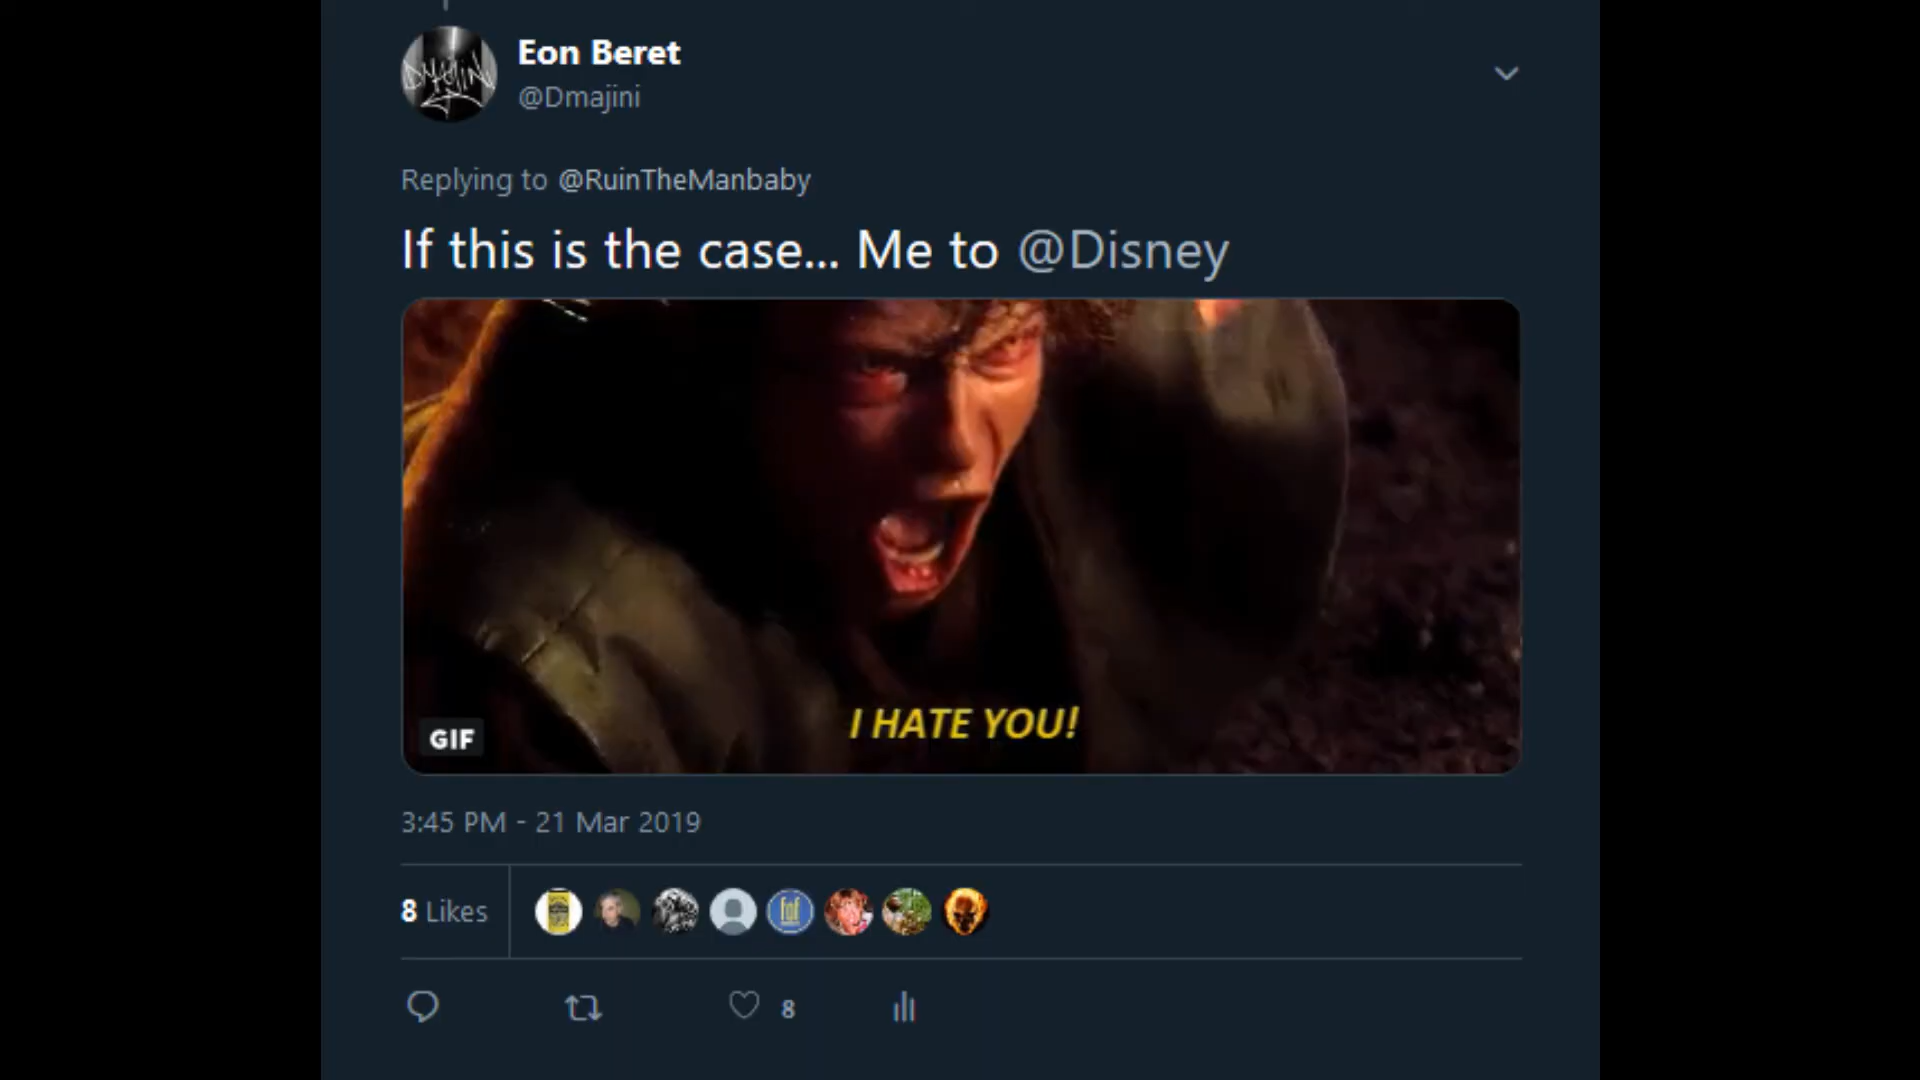 Eon Beret
@Dmajini
Replying to @RuinTheManbaby
If this is the case... Me to @Disney
I HATE YOU!
GIF
3:45 PM - 21 Mar 2019
8 Likes
8